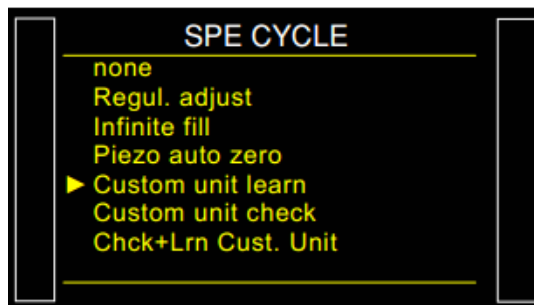 SPE CYCLE
none
Regul. adjust
Infinite fill
Piezo auto zero
Custom unit learn
Custom unit check
Chck+Lrn Cust. Unit